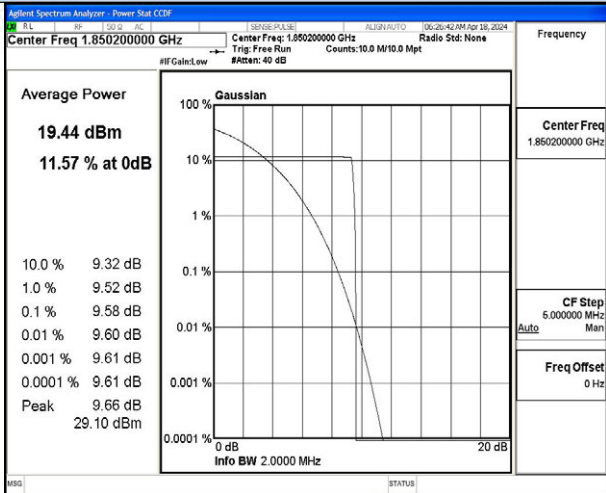 Agilent Spectrum Analyzer - Power Stat CCDF
RL RF 50 Ω AC SENSE:PULSE ALIGN AUTO 06:26:42 AM Apr 18, 2024
Center Freq 1.850200000 GHz
Center Freq: 1.850200000 GHz Radio Std: None
Trig: Free Run Counts:10.0 M/10.0 Mpt
#IFGain:Low #Atten: 40 dB
Frequency
Center Freq
1.850200000 GHz
CF Step
5.000000 MHz
Auto Man
Freq Offset
0 Hz
Average Power
19.44 dBm
11.57 % at 0dB
10.0 % 9.32 dB
1.0 % 9.52 dB
0.1 % 9.58 dB
0.01 % 9.60 dB
0.001 % 9.61 dB
0.0001 % 9.61 dB
Peak 9.66 dB
29.10 dBm
Gaussian
100 %
10 %
1 %
0.1 %
0.01 %
0.001 %
0.0001 %
0 dB 20 dB
Info BW 2.0000 MHz
MSG STATUS